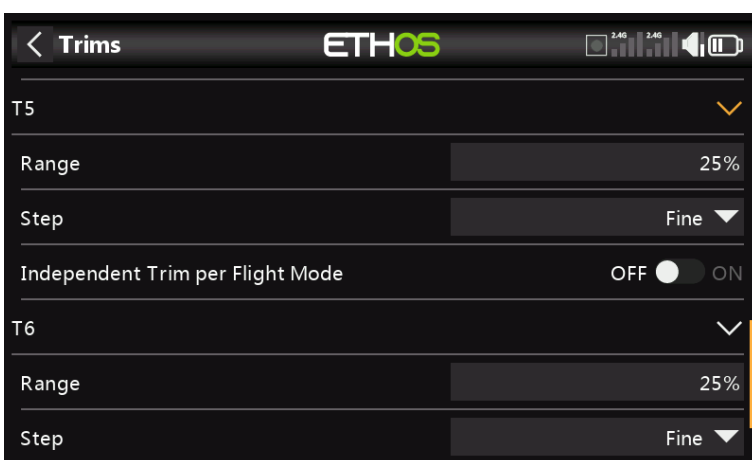 Trims ETHOS 2.4G 2.4G
T5
Range 25%
Step Fine
Independent Trim per Flight Mode OFF ON
T6
Range 25%
Step Fine